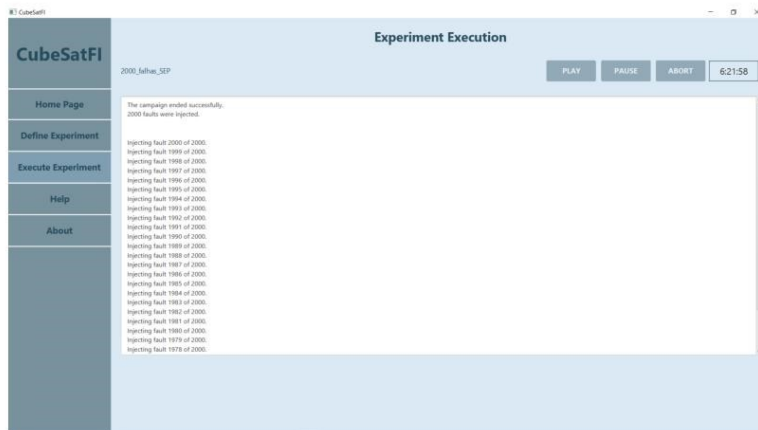 CubeSatFI
CubeSatFI
Experiment Execution
2000_falhas_SEP
PLAY
PAUSE
ABORT
6:21:58
Home Page
Define Experiment
Execute Experiment
Help
About
The campaign ended successfully.
2000 faults were injected.
Injecting fault 2000 of 2000.
Injecting fault 1999 of 2000.
Injecting fault 1998 of 2000.
Injecting fault 1997 of 2000.
Injecting fault 1996 of 2000.
Injecting fault 1995 of 2000.
Injecting fault 1994 of 2000.
Injecting fault 1993 of 2000.
Injecting fault 1992 of 2000.
Injecting fault 1991 of 2000.
Injecting fault 1990 of 2000.
Injecting fault 1989 of 2000.
Injecting fault 1988 of 2000.
Injecting fault 1987 of 2000.
Injecting fault 1986 of 2000.
Injecting fault 1985 of 2000.
Injecting fault 1984 of 2000.
Injecting fault 1983 of 2000.
Injecting fault 1982 of 2000.
Injecting fault 1981 of 2000.
Injecting fault 1980 of 2000.
Injecting fault 1979 of 2000.
Injecting fault 1978 of 2000.